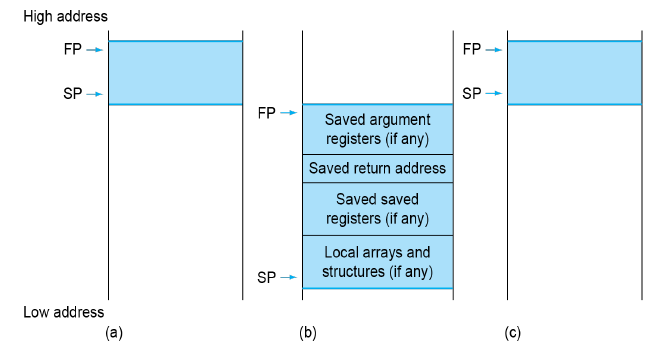 High address
FP
SP
FP
Saved argument
registers (if any)
Saved return address
Saved saved
registers (if any)
Local arrays and
structures (if any)
SP
FP
SP
Low address
(a)
(b)
(c)